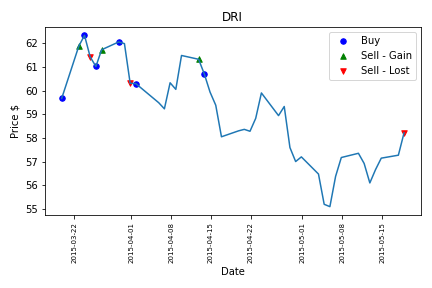 DRI
Buy
Sell - Gain
Sell - Lost
Price $
62
61
60
59
58
57
56
55
2015-03-22
2015-04-01
2015-04-08
2015-04-15
2015-04-22
2015-05-01
2015-05-08
2015-05-15
Date